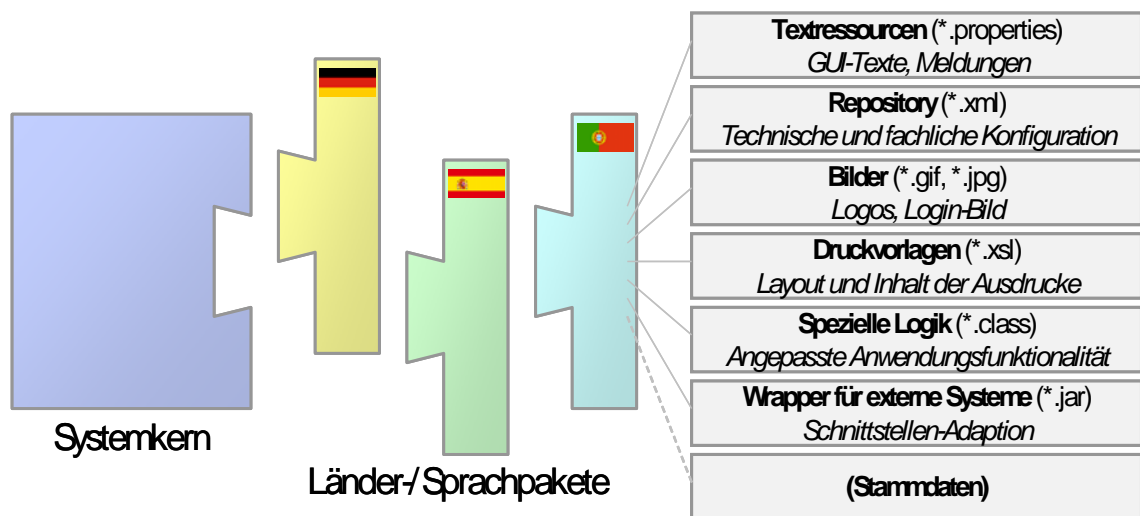 Systemkern
Länder-/ Sprachpakete
Textressourcen (*.properties)
GUI-Texte, Meldungen
Repository (*.xml)
Technische und fachliche Konfiguration
Bilder (*.gif, *.jpg)
Logos, Login-Bild
Druckvorlagen (*.xsl)
Layout und Inhalt der Ausdrucke
Spezielle Logik (*.class)
Angepasste Anwendungsfunktionalität
Wrapper für externe Systeme (*.jar)
Schnittstellen-Adaption
(Stammdaten)